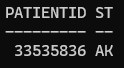 PATIENTID ST
--------- --
 33535836 AK